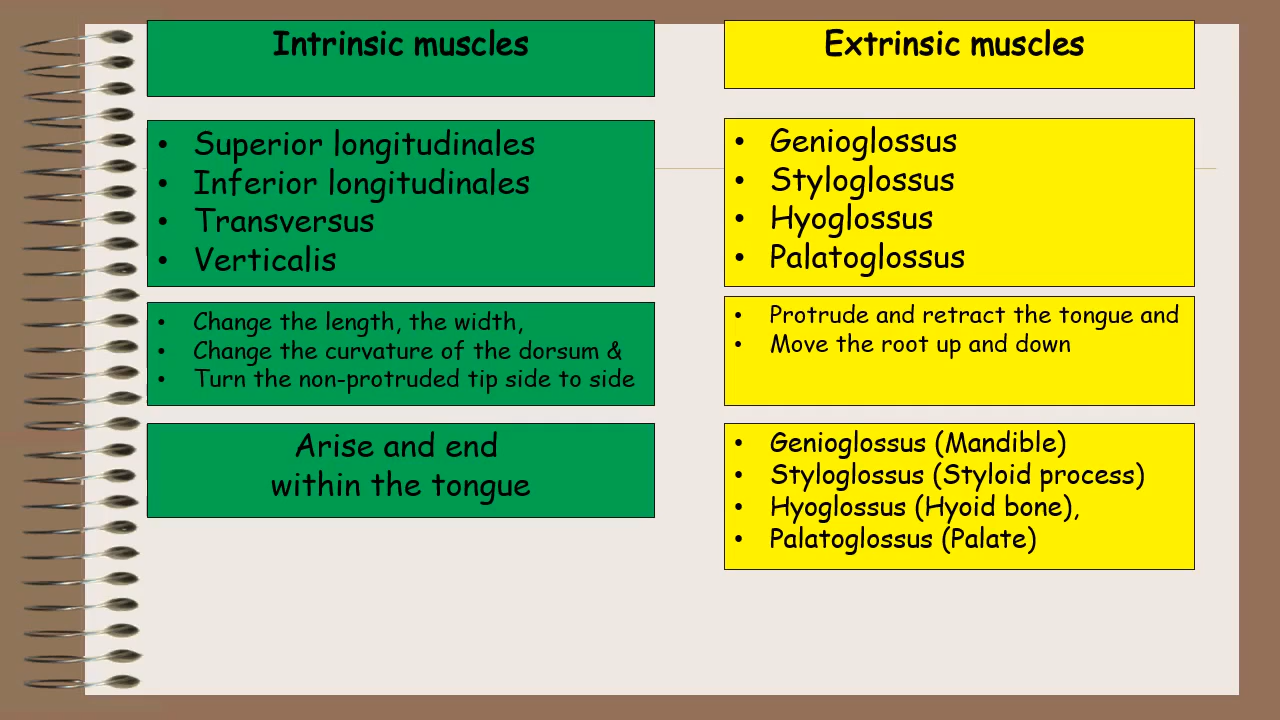 Intrinsic muscles
• Superior longitudinales
• Inferior longitudinales
• Transversus
• Verticalis
• Change the length, the width,
• Change the curvature of the dorsum &
• Turn the non-protruded tip side to side
Arise and end
within the tongue
Extrinsic muscles
• Genioglossus
• Styloglossus
• Hyoglossus
• Palatoglossus
• Protrude and retract the tongue and
• Move the root up and down
• Genioglossus (Mandible)
• Styloglossus (Styloid process)
• Hyoglossus (Hyoid bone),
• Palatoglossus (Palate)